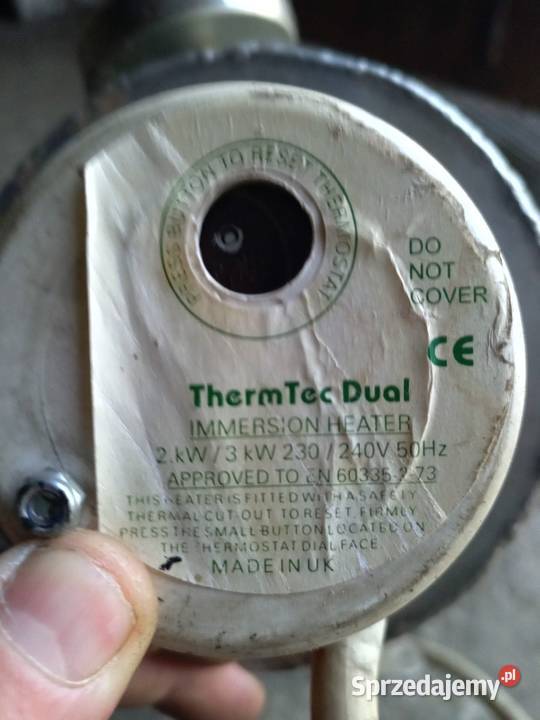 PRESS BUTTON TO RESET THERMOSTAT
DO
NOT
COVER
CE
ThermTec Dual
IMMERSION HEATER
2.kW / 3 kW 230 / 240V 50Hz
APPROVED TO EN 60335-2-73
THIS HEATER IS FITTED WITH A SAFETY
THERMAL CUT OUT TO RESET, FIRMLY
PRESS THE SMALL BUTTON LOCATED ON
THE THERMOSTAT DIAL FACE.
MADE IN UK
Sprzedajemy.pl